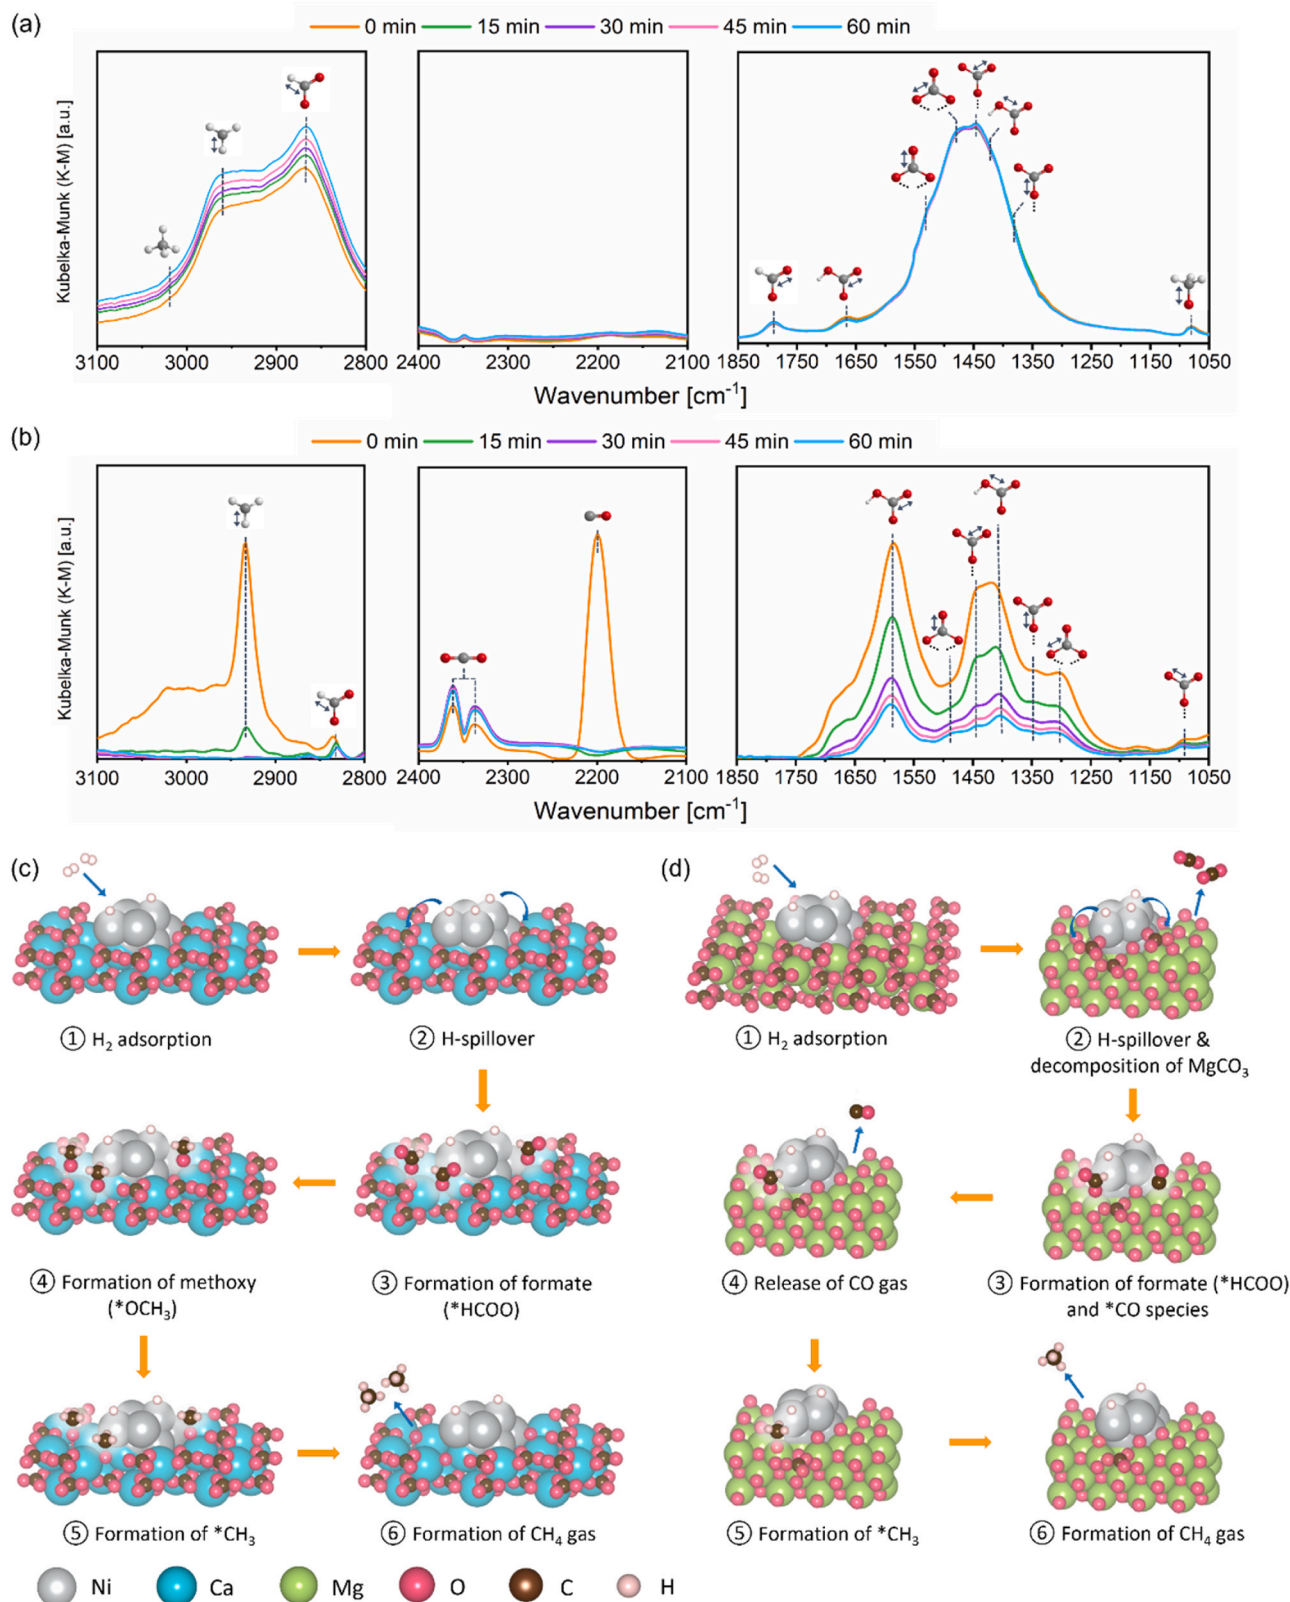 (a)
0 min 15 min 30 min 45 min 60 min
Kubelka-Munk (K-M) [a.u.]
3100 3000 2900 2800
2400 2300 2200 2100
1850 1750 1650 1550 1450 1350 1250 1150 1050
Wavenumber [cm⁻¹]
(b)
0 min 15 min 30 min 45 min 60 min
Kubelka-Munk (K-M) [a.u.]
3100 3000 2900 2800
2400 2300 2200 2100
1850 1750 1650 1550 1450 1350 1250 1150 1050
Wavenumber [cm⁻¹]
(c)
① H₂ adsorption
② H-spillover
④ Formation of methoxy
(*OCH₃)
③ Formation of formate
(*HCOO)
⑤ Formation of *CH₃
⑥ Formation of CH₄ gas
(d)
① H₂ adsorption
② H-spillover &
decomposition of MgCO₃
④ Release of CO gas
③ Formation of formate (*HCOO)
and *CO species
⑤ Formation of *CH₃
⑥ Formation of CH₄ gas
Ni Ca Mg O C H